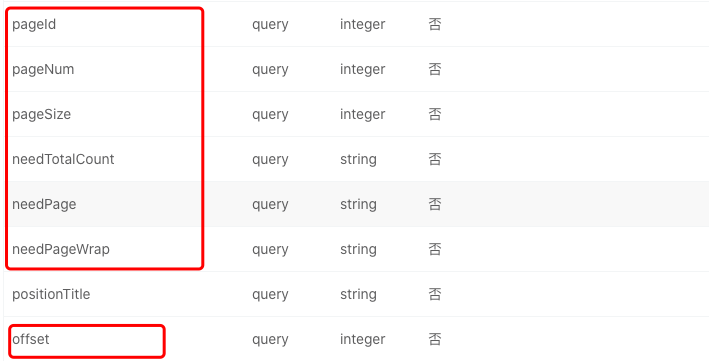 pageId query integer 否
pageNum query integer 否
pageSize query integer 否
needTotalCount query string 否
needPage query string 否
needPageWrap query string 否
positionTitle query string 否
offset query integer 否